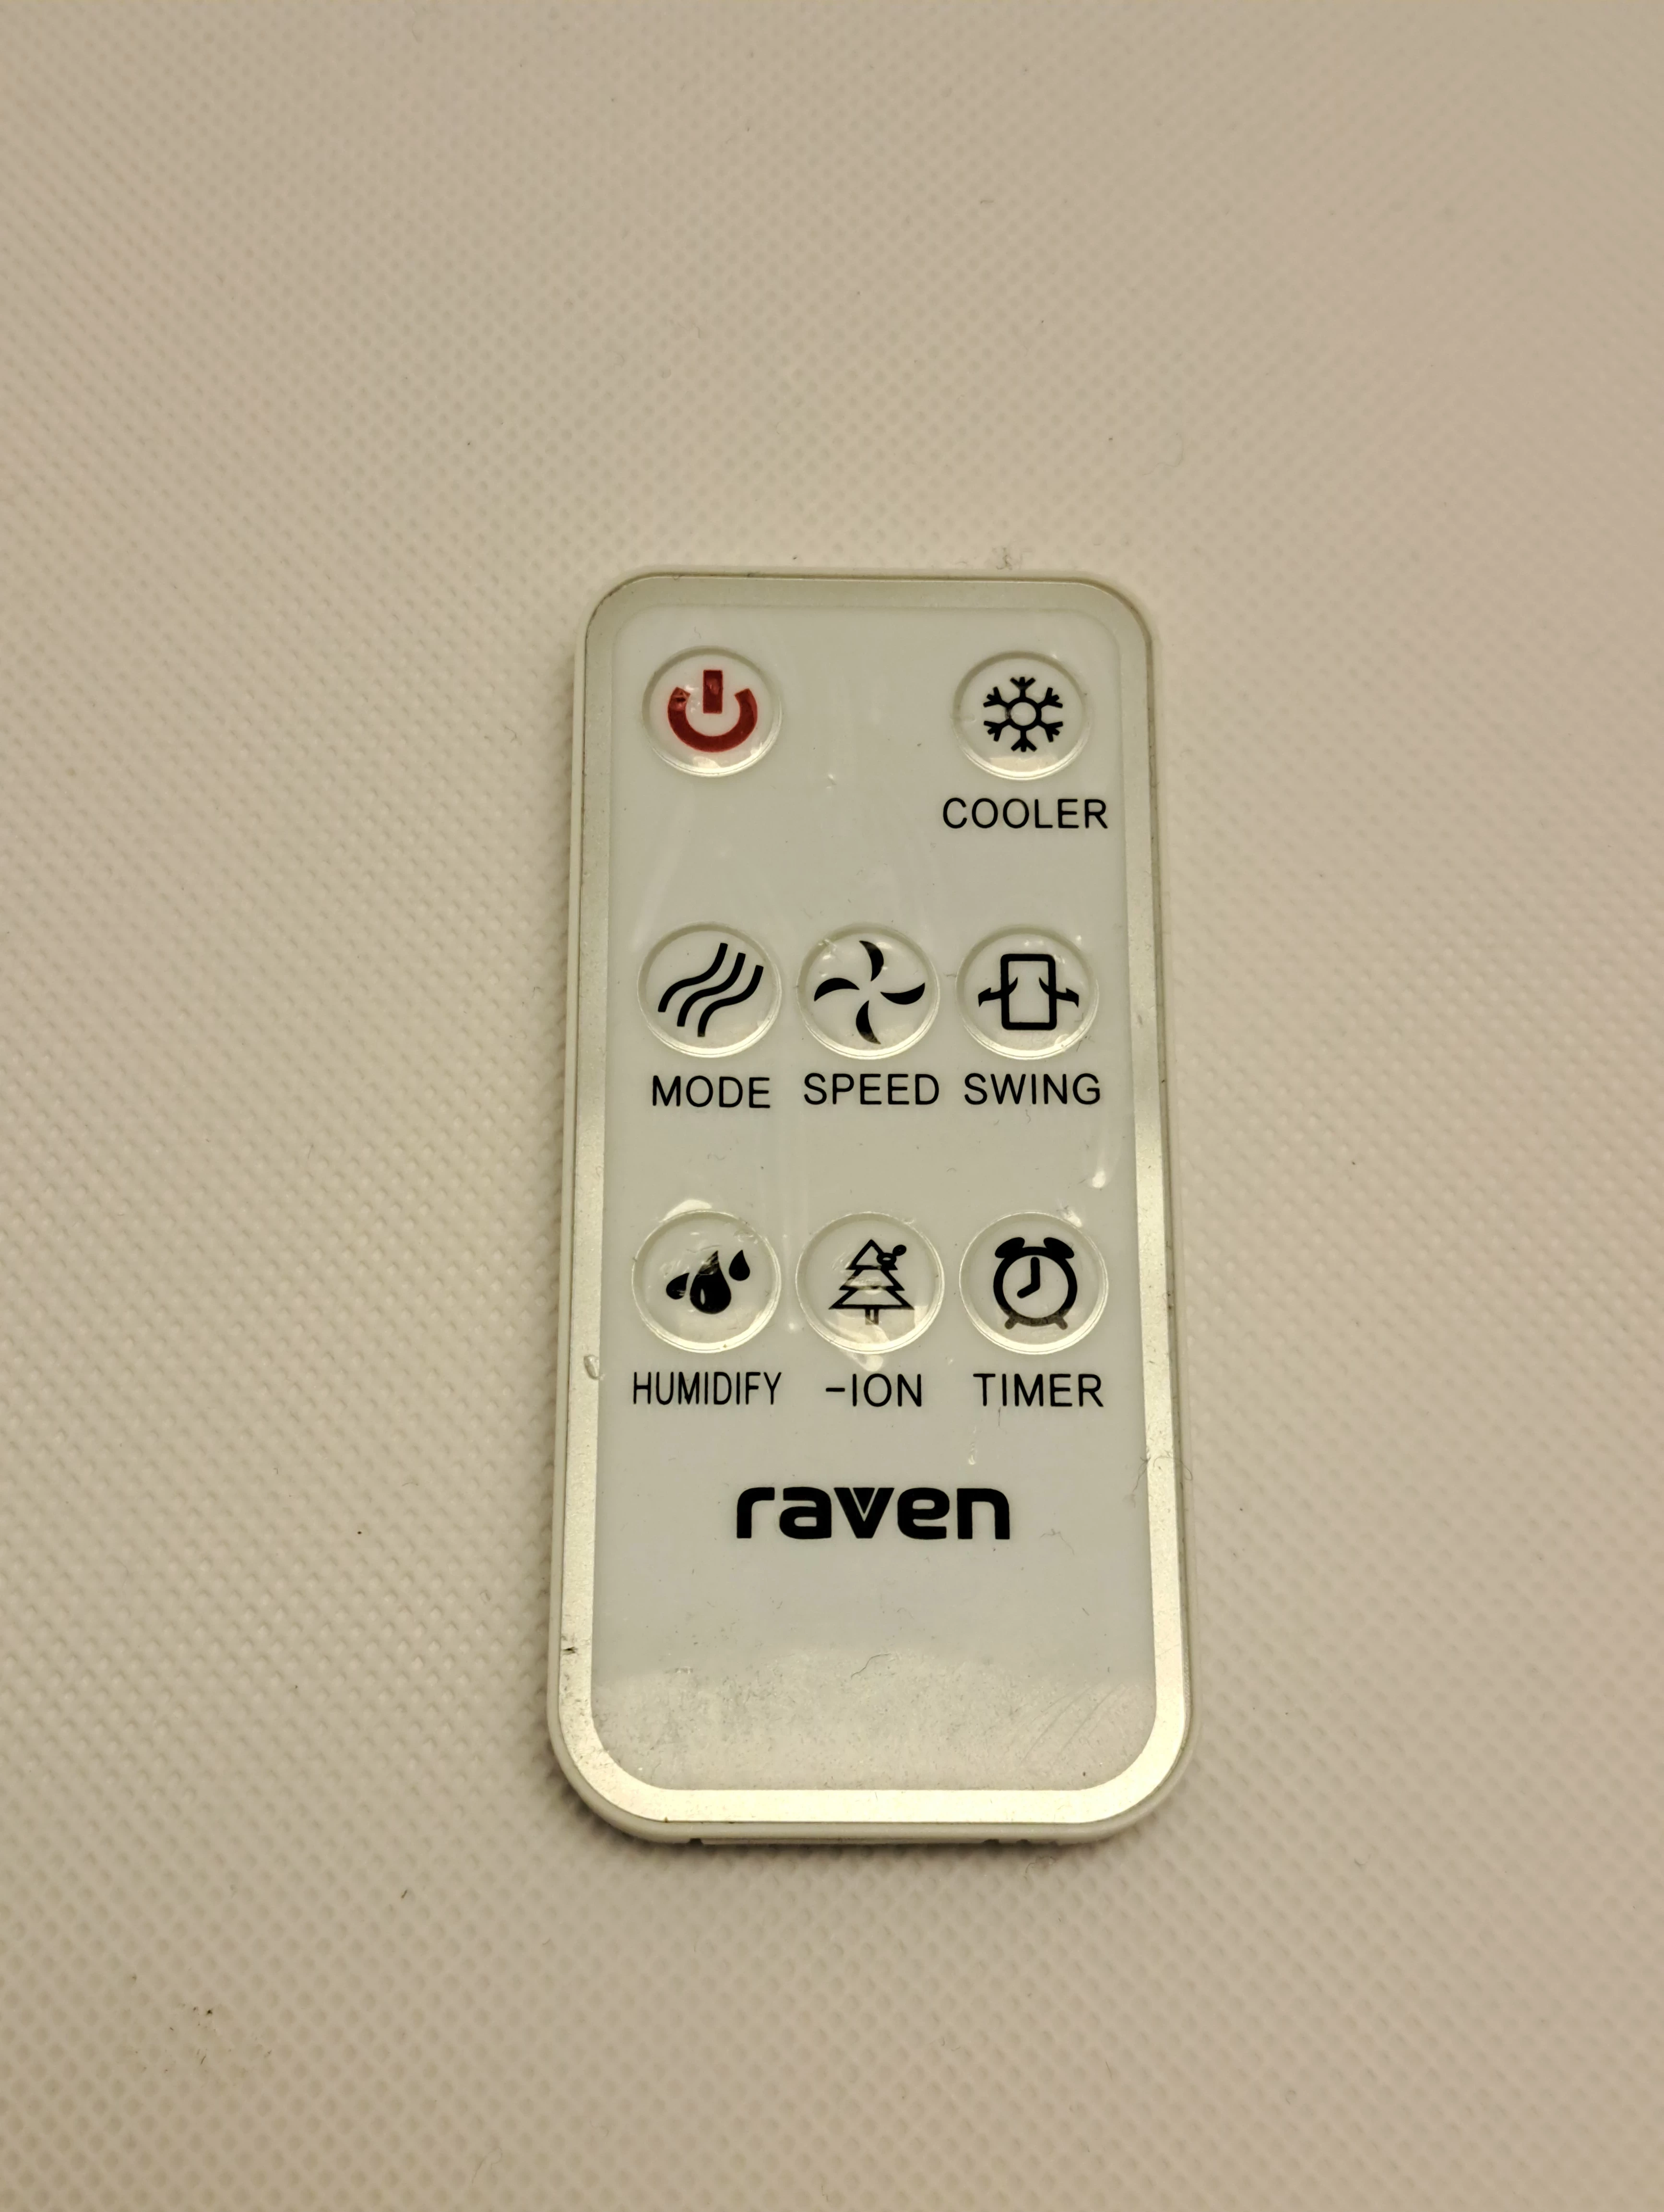 COOLER
MODE SPEED SWING
HUMIDIFY -ION TIMER
raven